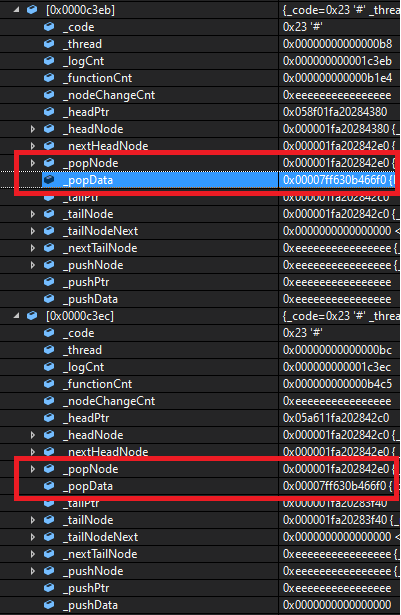 [0x0000c3eb] {_code=0x23 '#' _thread
_code 0x23 '#'
_thread 0x00000000000000b8
_logCnt 0x000000000001c3eb
_functionCnt 0x000000000000b1e4
_nodeChangeCnt 0xeeeeeeeeeeeeeeee
_headPtr 0x058f01fa20284380
_headNode 0x000001fa20284380 {_
_nextHeadNode 0x000001fa202842e0 {
_popNode 0x000001fa202842e0 {
_popData 0x00007ff630b466f0 {
_tailPtr 0x000001fa202842c0
_tailNode 0x000001fa202842c0 {_
_tailNodeNext 0x0000000000000000 <
_nextTailNode 0xeeeeeeeeeeeeeeee {_
_pushNode 0xeeeeeeeeeeeeeeee {_
_pushPtr 0xeeeeeeeeeeeeeeee
_pushData 0xeeeeeeeeeeeeeeee
[0x0000c3ec] {_code=0x23 '#' _thread
_code 0x23 '#'
_thread 0x00000000000000bc
_logCnt 0x000000000001c3ec
_functionCnt 0x000000000000b4c5
_nodeChangeCnt 0xeeeeeeeeeeeeeeee
_headPtr 0x05a611fa202842c0
_headNode 0x000001fa202842c0 {_
_nextHeadNode 0x000001fa202842e0 {
_popNode 0x000001fa202842e0 {
_popData 0x00007ff630b466f0 {
_tailPtr 0x000001fa20283f40
_tailNode 0x000001fa20283f40 {_
_tailNodeNext 0x0000000000000000 <
_nextTailNode 0xeeeeeeeeeeeeeeee {_
_pushNode 0xeeeeeeeeeeeeeeee {_
_pushPtr 0xeeeeeeeeeeeeeeee
_pushData 0x0000000000000000